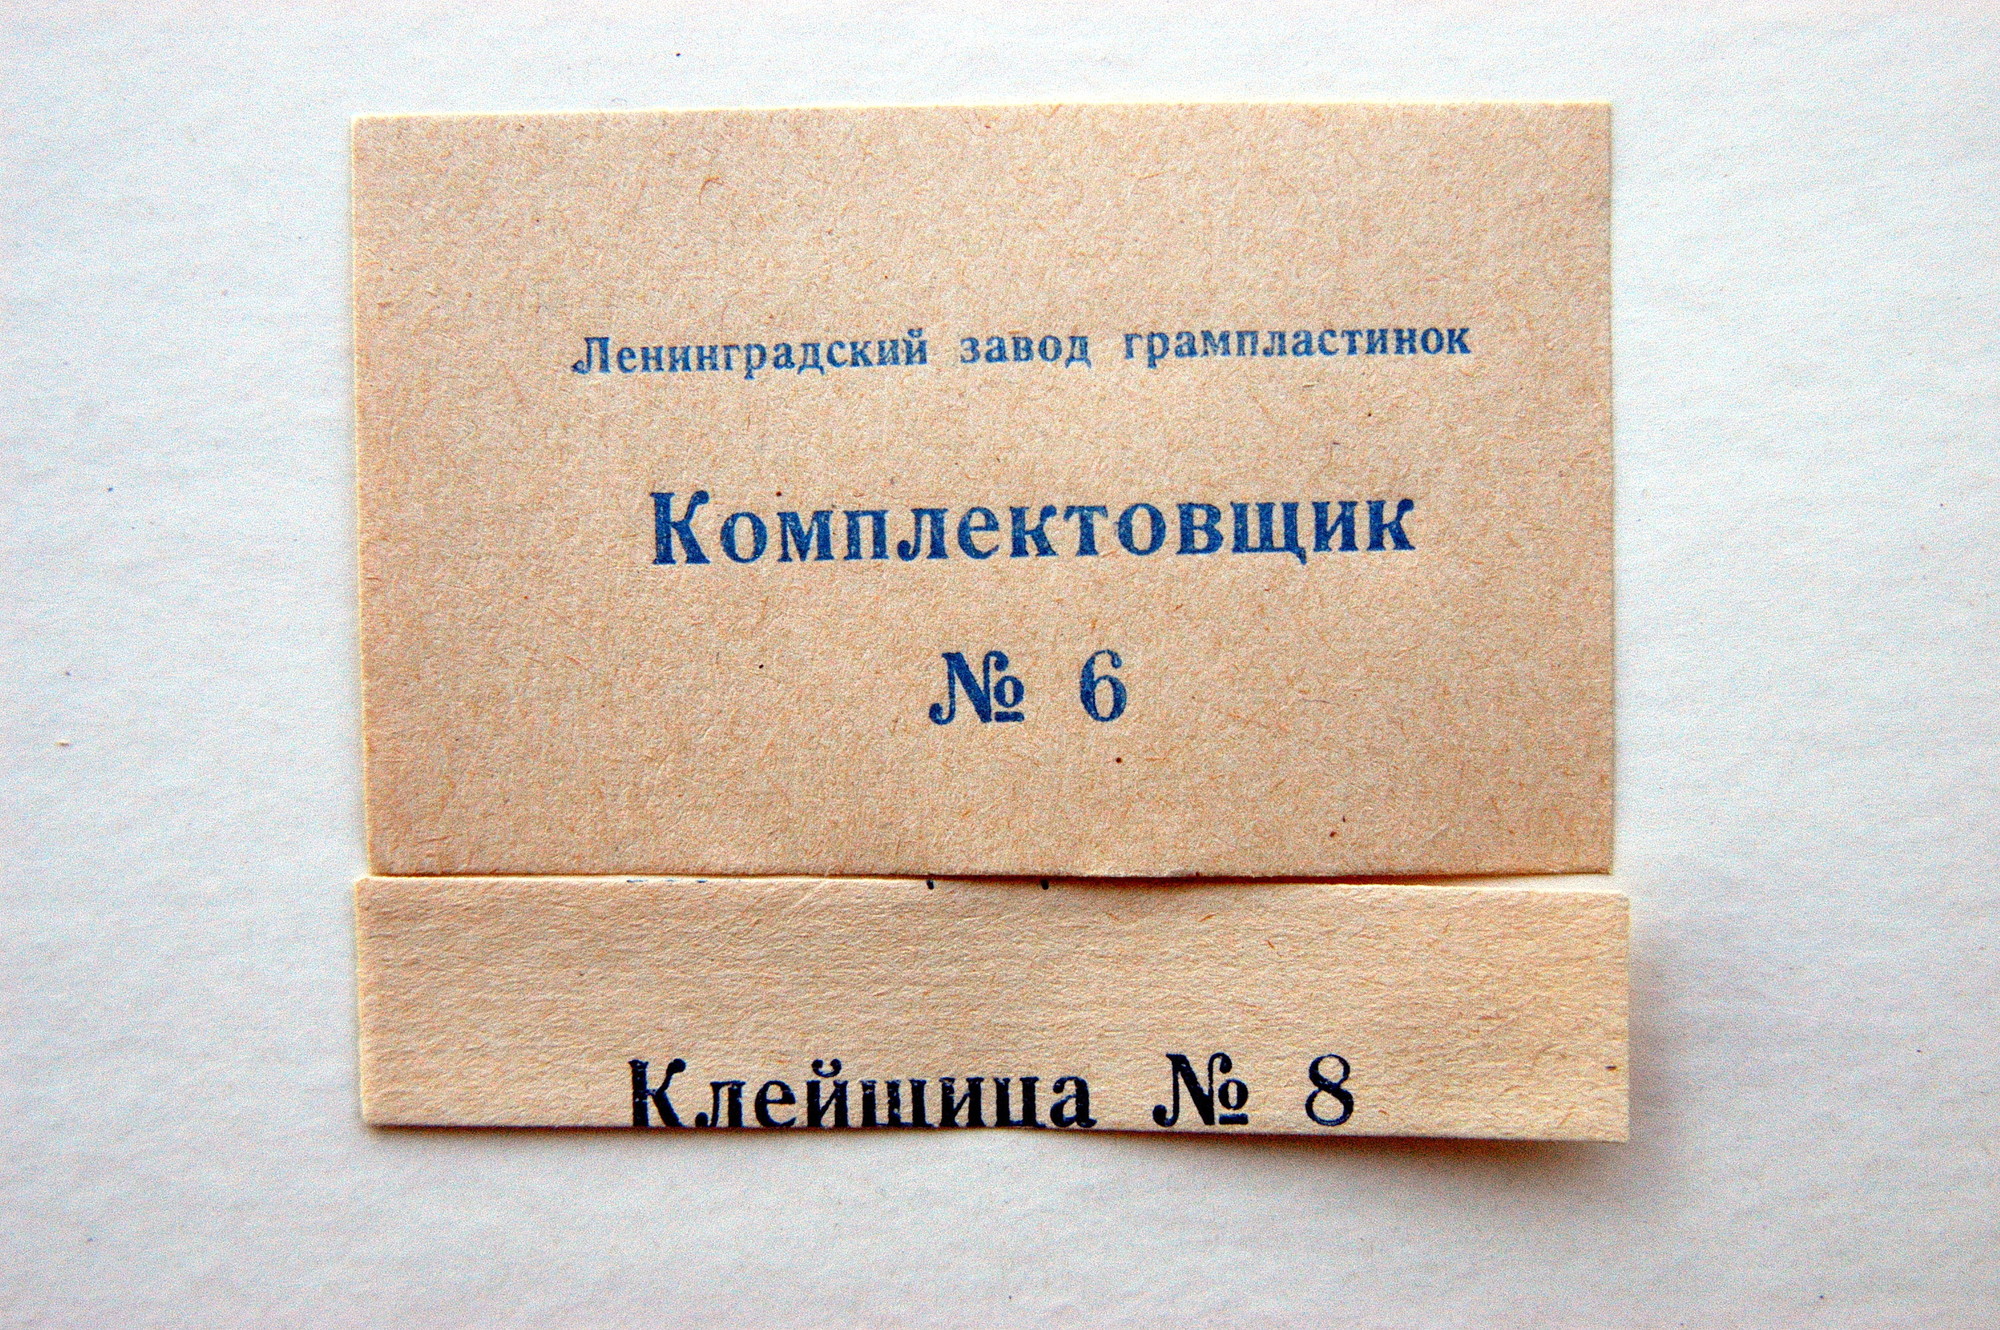 Ленинградский завод грампластинок
Комплектовщик
№ 6
Клейщица № 8